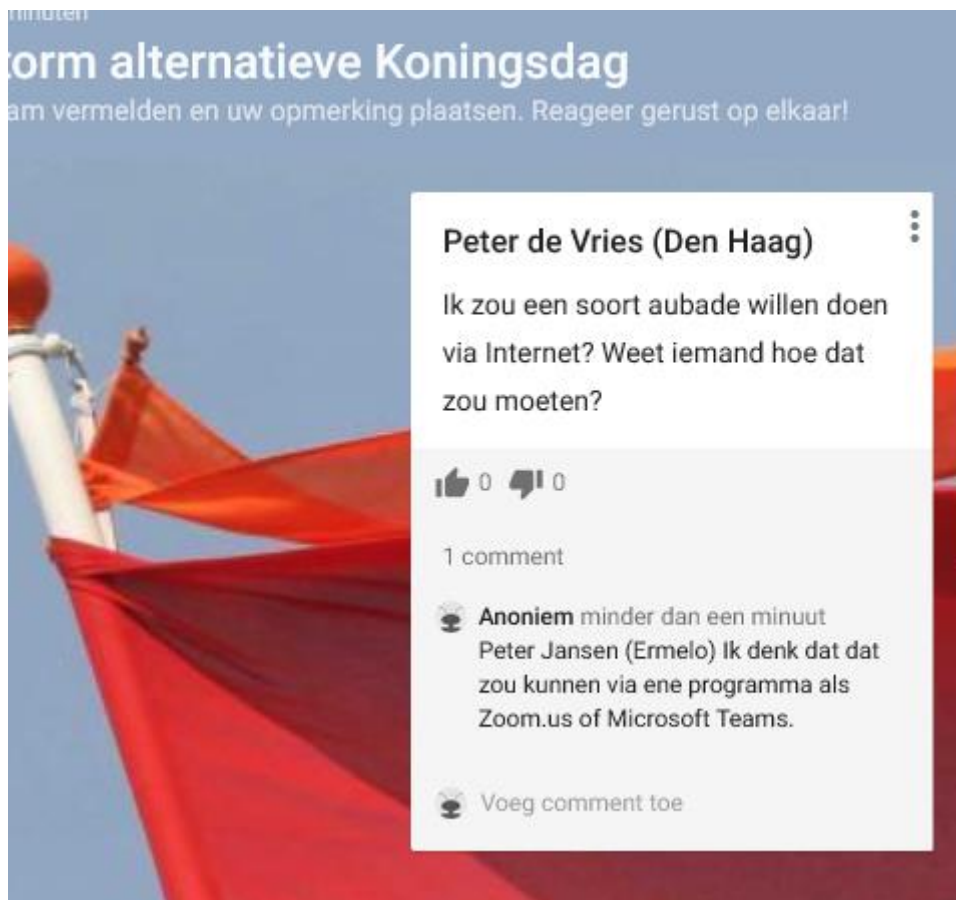 minuten
torm alternatieve Koningsdag
am vermelden en uw opmerking plaatsen. Reageer gerust op elkaar!
Peter de Vries (Den Haag)
Ik zou een soort aubade willen doen
via Internet? Weet iemand hoe dat
zou moeten?
0 0
1 comment
Anoniem minder dan een minuut
Peter Jansen (Ermelo) Ik denk dat dat
zou kunnen via ene programma als
Zoom.us of Microsoft Teams.
Voeg comment toe